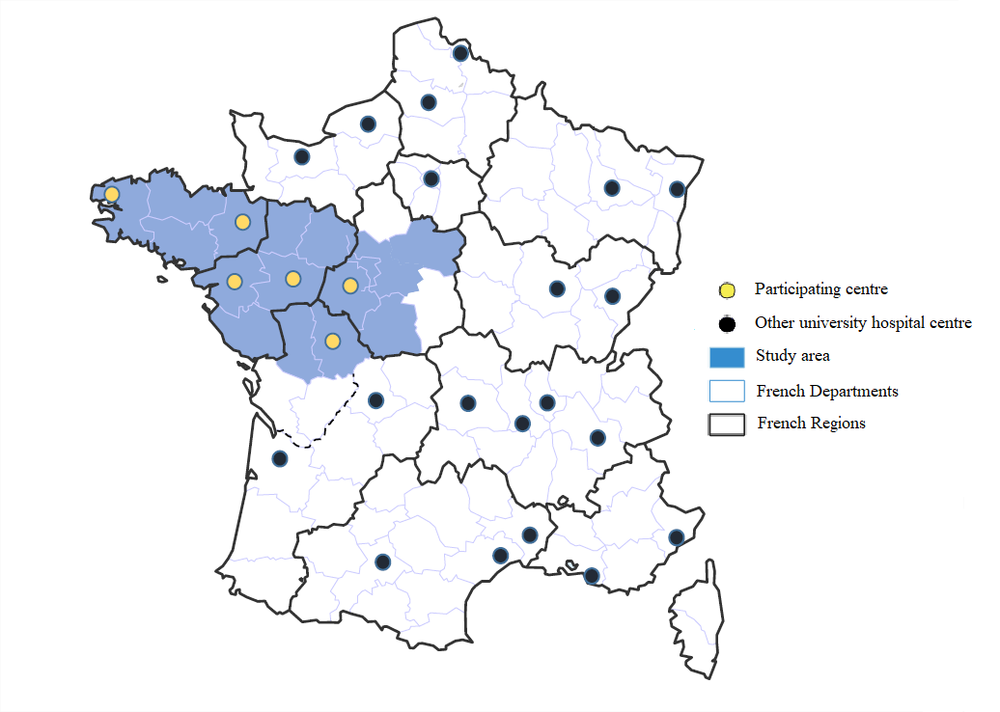 Participating centre
Other university hospital centre
Study area
French Departments
French Regions